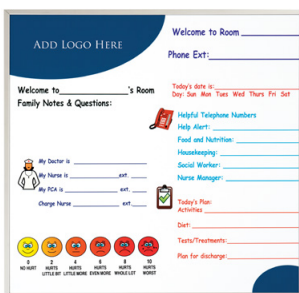 ADD LOGO HERE
Welcome to Room
Phone Ext:
Welcome to 's Room
Family Notes & Questions:
Today's date is:
Day: Sun Mon Tues Wed Thurs Fri Sat
Helpful Telephone Numbers
Help Alert:
Food and Nutrition:
Housekeeping:
Social Worker:
Nurse Manager:
My Doctor is
My Nurse is ext.
My PCA is ext.
Charge Nurse ext.
Today's Plan:
Activities
Diet:
Tests/Treatments:
Plan for discharge:
0 2 4 6 8 10
NO HURT HURTS LITTLE BIT HURTS LITTLE MORE HURTS EVEN MORE HURTS WHOLE LOT HURTS WORST